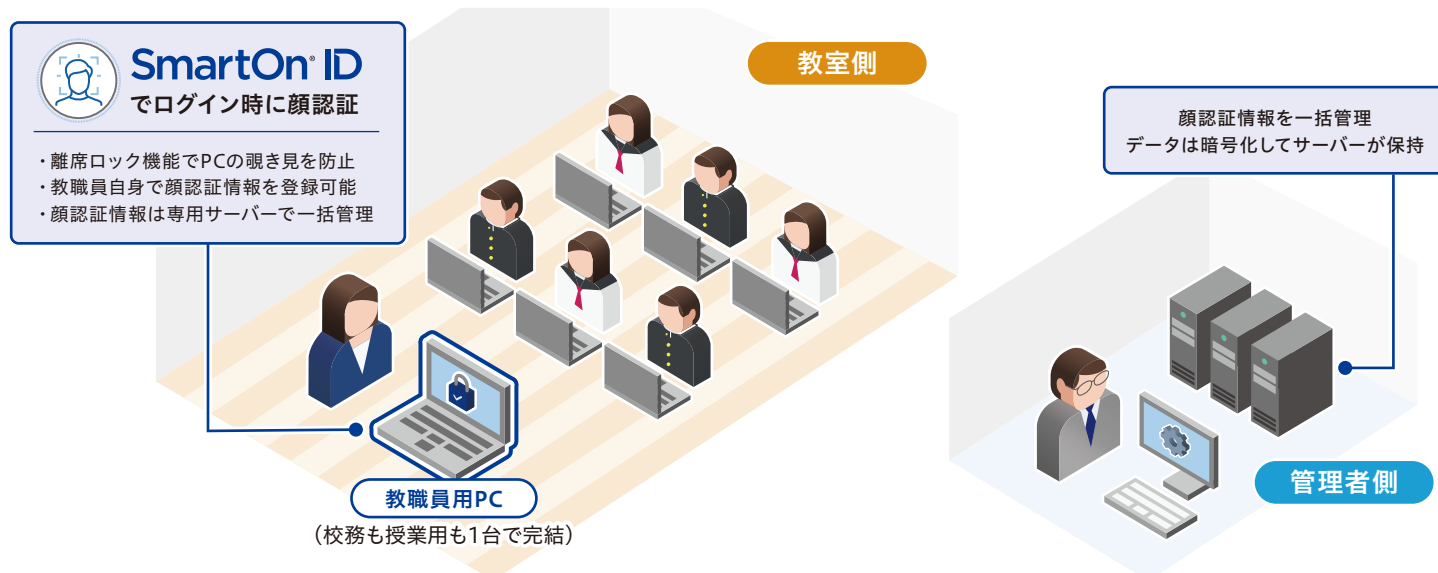 SmartOn® ID
でログイン時に顔認証
・離席ロック機能でPCの覗き見を防止
・教職員自身で顔認証情報を登録可能
・顔認証情報は専用サーバーで一括管理
教室側
顔認証情報を一括管理
データは暗号化してサーバーが保持
教職員用PC
（校務も授業用も1台で完結）
管理者側